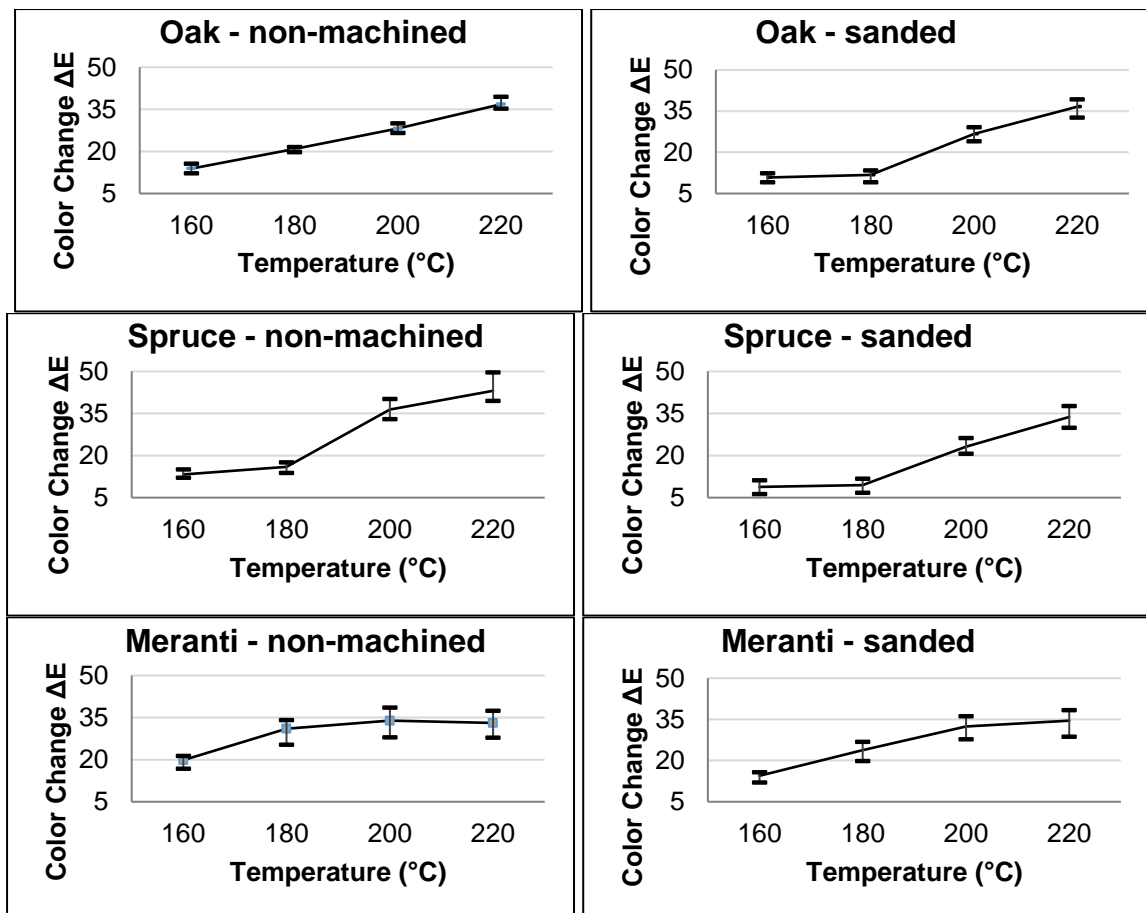 Oak - non-machined
Color Change ΔE
50
35
20
5
160 180 200 220
Temperature (°C)
Oak - sanded
Color Change ΔE
50
35
20
5
160 180 200 220
Temperature (°C)
Spruce - non-machined
Color Change ΔE
50
35
20
5
160 180 200 220
Temperature (°C)
Spruce - sanded
Color Change ΔE
50
35
20
5
160 180 200 220
Temperature (°C)
Meranti - non-machined
Color Change ΔE
50
35
20
5
160 180 200 220
Temperature (°C)
Meranti - sanded
Color Change ΔE
50
35
20
5
160 180 200 220
Temperature (°C)